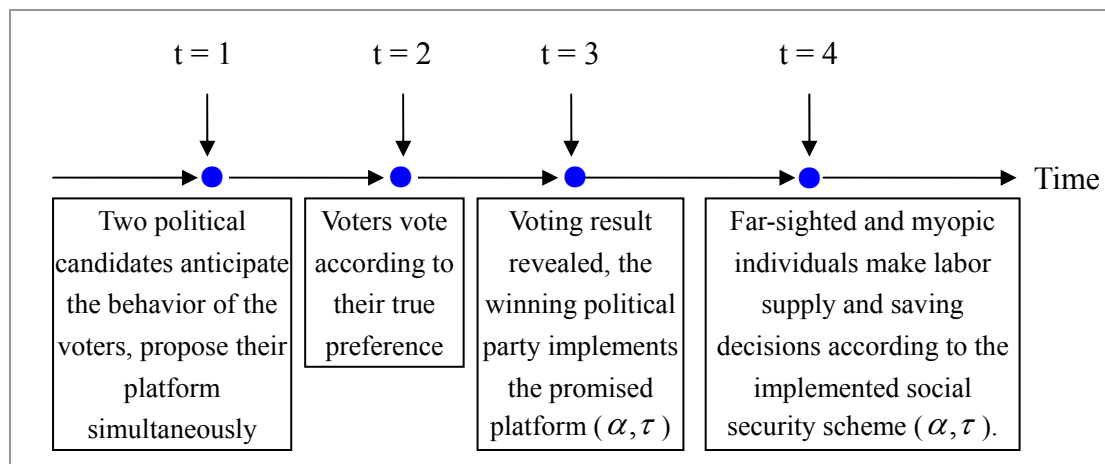 t = 1
t = 2
t = 3
t = 4
Time
Two political
candidates anticipate
the behavior of the
voters, propose their
platform
simultaneously
Voters vote
according to
their true
preference
Voting result
revealed, the
winning political
party implements
the promised
platform (α,τ)
Far-sighted and myopic
individuals make labor
supply and saving
decisions according to the
implemented social
security scheme (α,τ).